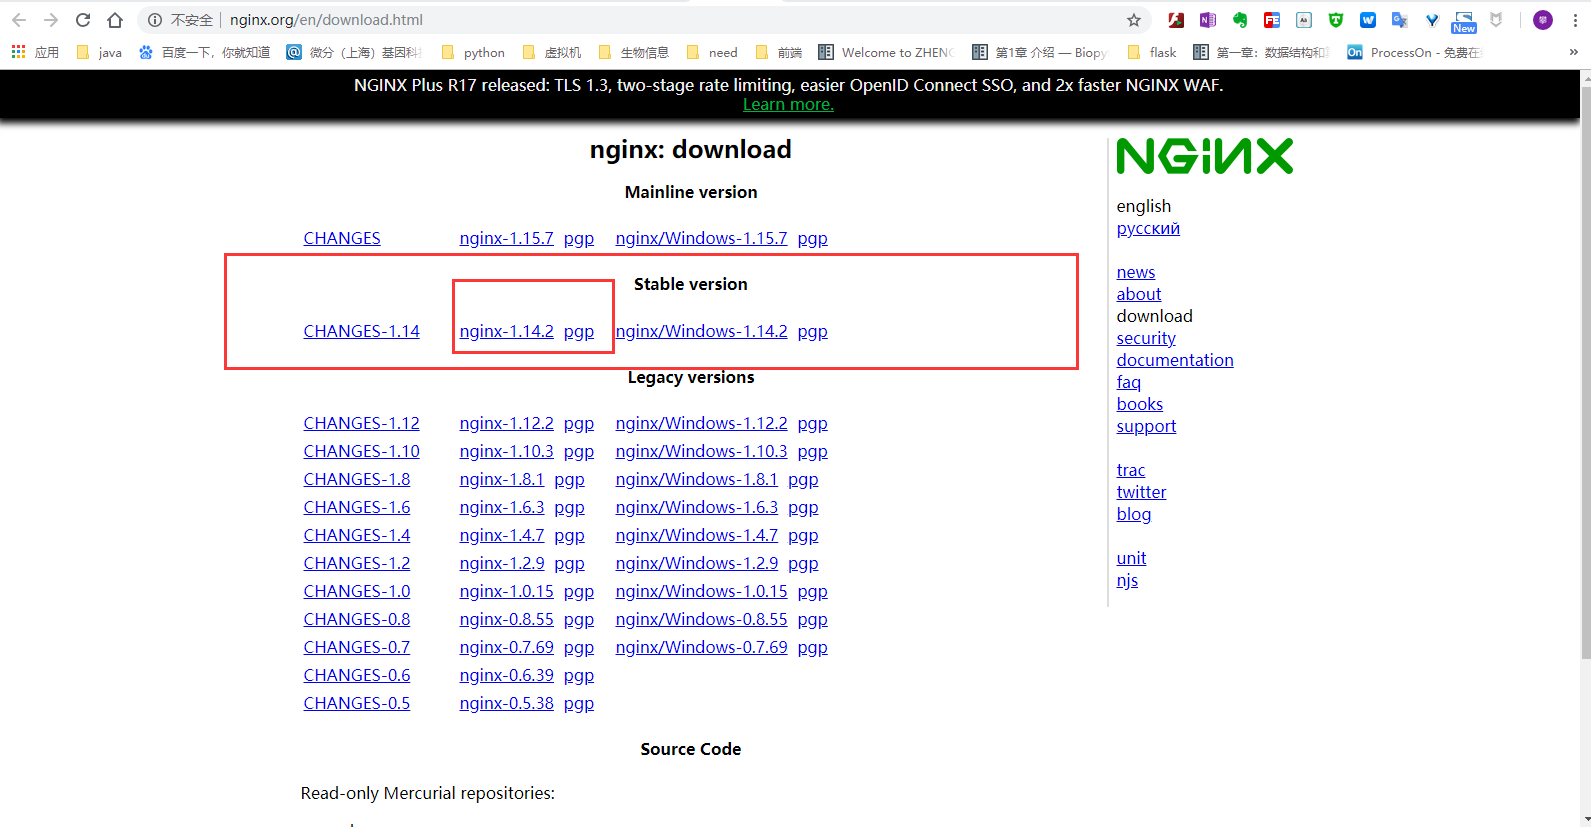 不安全 nginx.org/en/download.html
New
攀
应用 java 百度一下，你就知道 微分（上海）基因科技 python 虚拟机 生物信息 need 前端 Welcome to ZHENG 第1章 介绍 — Biopy flask 第一章：数据结构和 On ProcessOn - 免费在
NGINX Plus R17 released: TLS 1.3, two-stage rate limiting, easier OpenID Connect SSO, and 2x faster NGINX WAF.
Learn more.
nginx: download
NGINX
Mainline version
CHANGES nginx-1.15.7 pgp nginx/Windows-1.15.7 pgp
Stable version
CHANGES-1.14 nginx-1.14.2 pgp nginx/Windows-1.14.2 pgp
Legacy versions
CHANGES-1.12 nginx-1.12.2 pgp nginx/Windows-1.12.2 pgp
CHANGES-1.10 nginx-1.10.3 pgp nginx/Windows-1.10.3 pgp
CHANGES-1.8 nginx-1.8.1 pgp nginx/Windows-1.8.1 pgp
CHANGES-1.6 nginx-1.6.3 pgp nginx/Windows-1.6.3 pgp
CHANGES-1.4 nginx-1.4.7 pgp nginx/Windows-1.4.7 pgp
CHANGES-1.2 nginx-1.2.9 pgp nginx/Windows-1.2.9 pgp
CHANGES-1.0 nginx-1.0.15 pgp nginx/Windows-1.0.15 pgp
CHANGES-0.8 nginx-0.8.55 pgp nginx/Windows-0.8.55 pgp
CHANGES-0.7 nginx-0.7.69 pgp nginx/Windows-0.7.69 pgp
CHANGES-0.6 nginx-0.6.39 pgp
CHANGES-0.5 nginx-0.5.38 pgp
Source Code
Read-only Mercurial repositories:
english
русский
news
about
download
security
documentation
faq
books
support
trac
twitter
blog
unit
njs